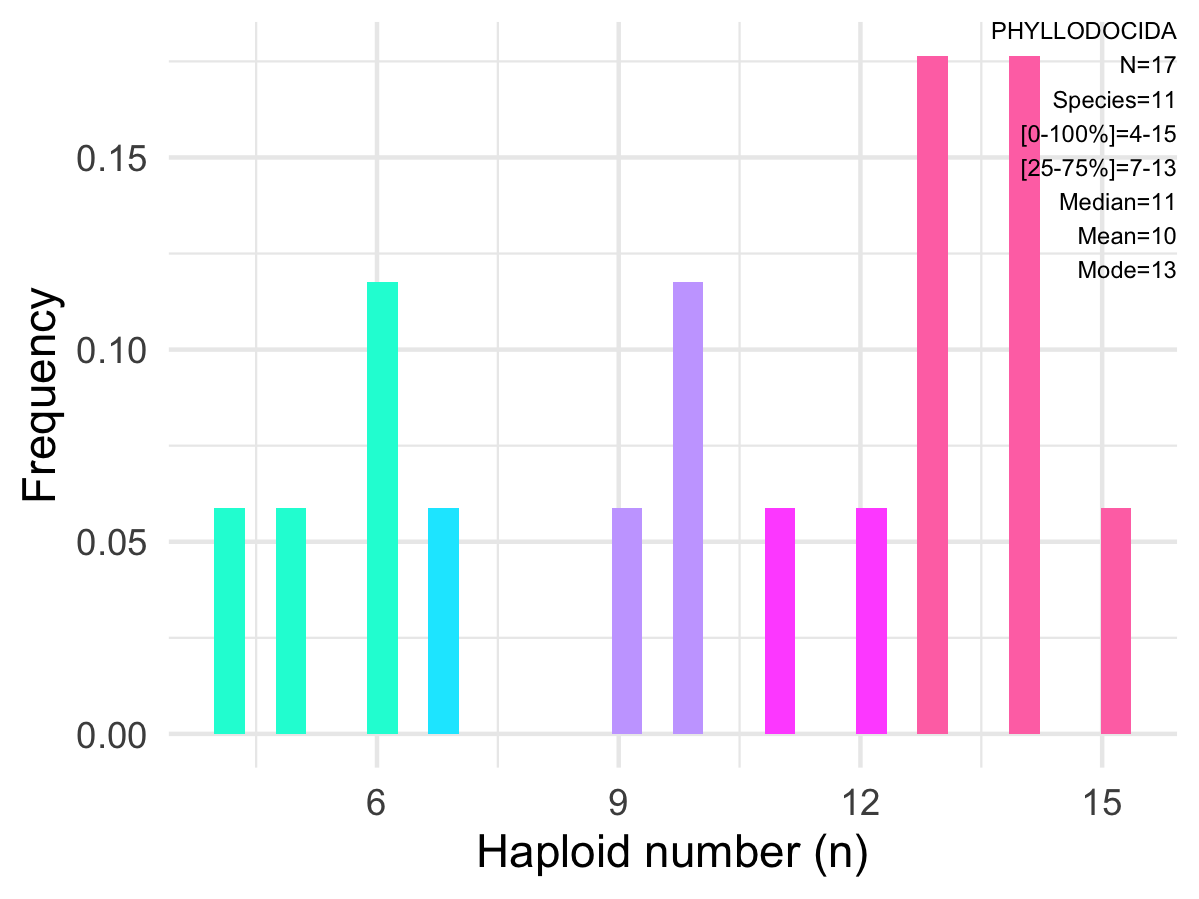 PHYLLODOCIDA
N=17
Species=11
[0-100%]=4-15
[25-75%]=7-13
Median=11
Mean=10
Mode=13
0.15
0.10
0.05
0.00
Frequency
6 9 12 15
Haploid number (n)